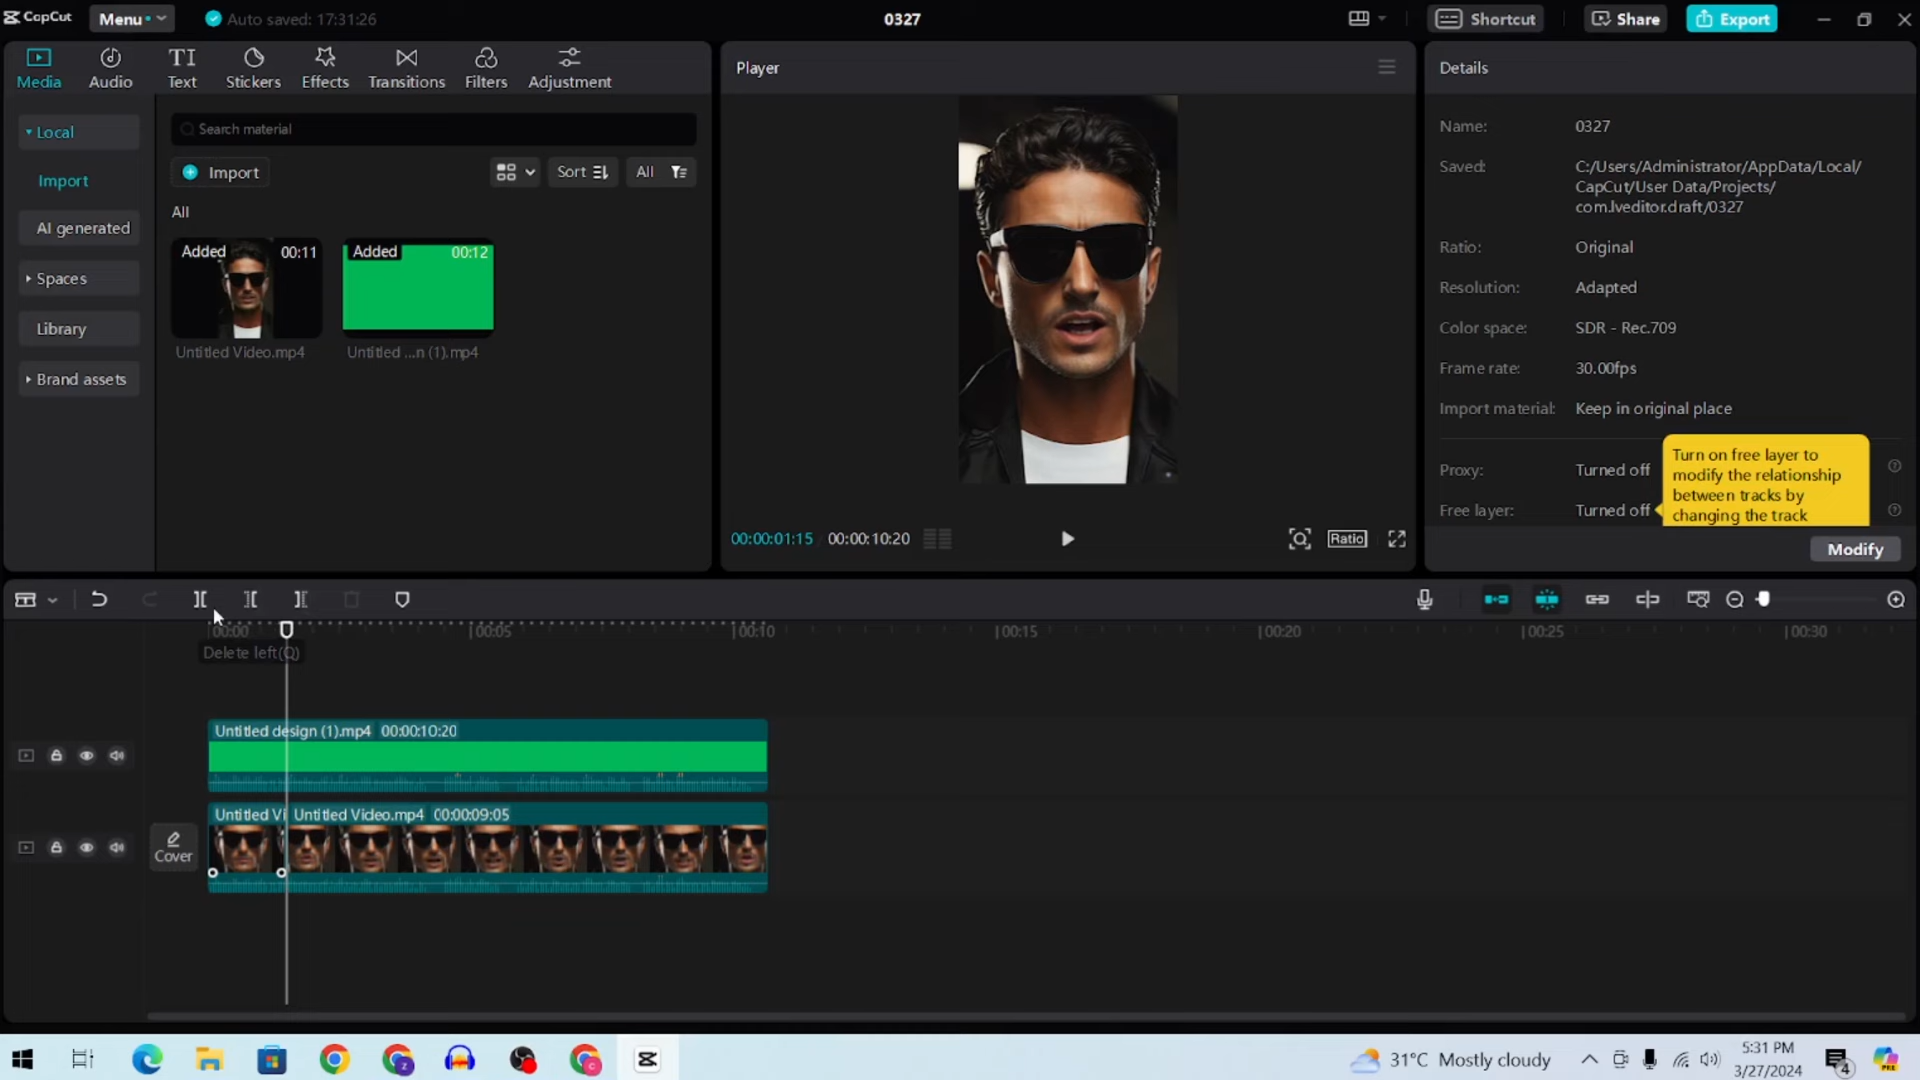 CapCut
Menu
Auto saved: 17:31:26
0327
Shortcut
Share
Export
Media
Audio
Text
Stickers
Effects
Transitions
Filters
Adjustment
Local
Import
AI generated
Spaces
Library
Brand assets
Search material
Import
Sort
All
All
Added 00:11
Added 00:12
Untitled Video.mp4
Untitled ...n (1).mp4
Player
00:00:01:15 00:00:10:20
Ratio
Details
Name: 0327
Saved: C:/Users/Administrator/AppData/Local/
CapCut/User Data/Projects/
com.lveditor.draft/0327
Ratio: Original
Resolution: Adapted
Color space: SDR - Rec.709
Frame rate: 30.00fps
Import material: Keep in original place
Proxy: Turned off
Free layer: Turned off
Turn on free layer to
modify the relationship
between tracks by
changing the track
Modify
00:00 00:05 00:10 00:15 00:20 00:25 00:30
Delete left(Q)
Untitled design (1).mp4 00:00:10:20
Cover
Untitled Vi
Untitled Video.mp4 00:00:09:05
31°C Mostly cloudy
5:31 PM
3/27/2024
4
PRE